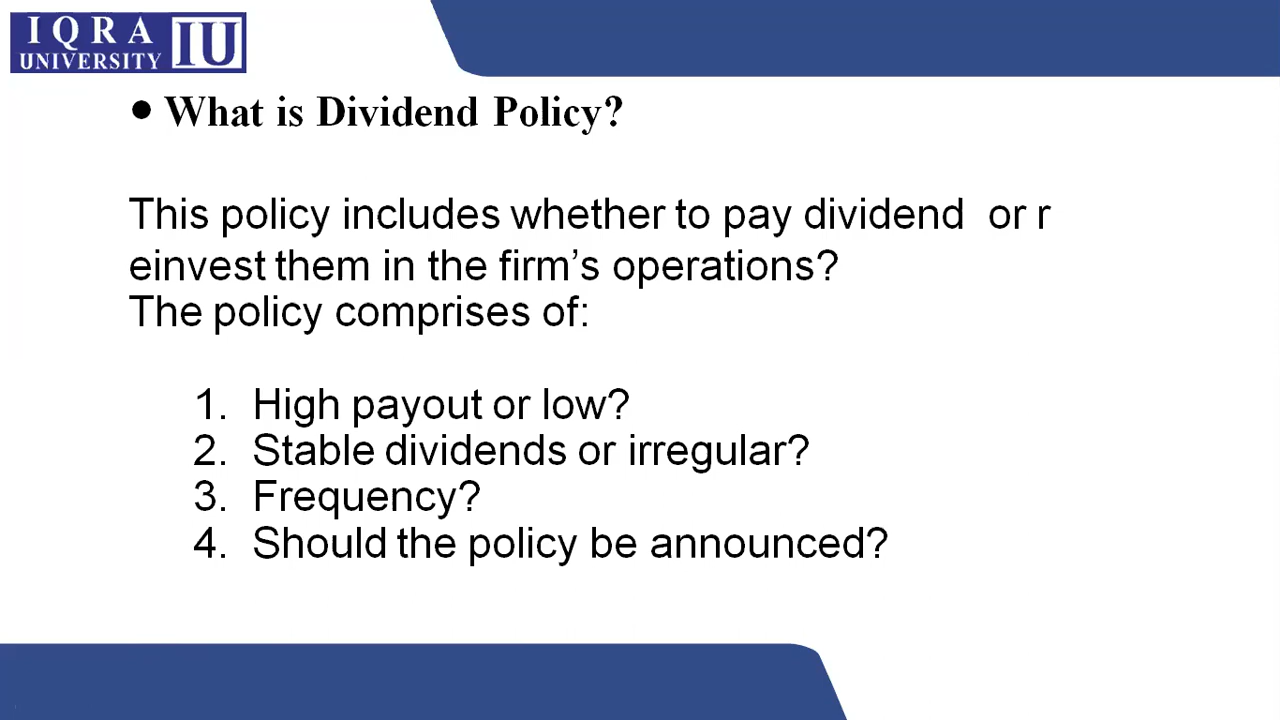 IQRA
UNIVERSITY IU
• What is Dividend Policy?
This policy includes whether to pay dividend  or r
einvest them in the firm’s operations?
The policy comprises of:
1. High payout or low?
2. Stable dividends or irregular?
3. Frequency?
4. Should the policy be announced?